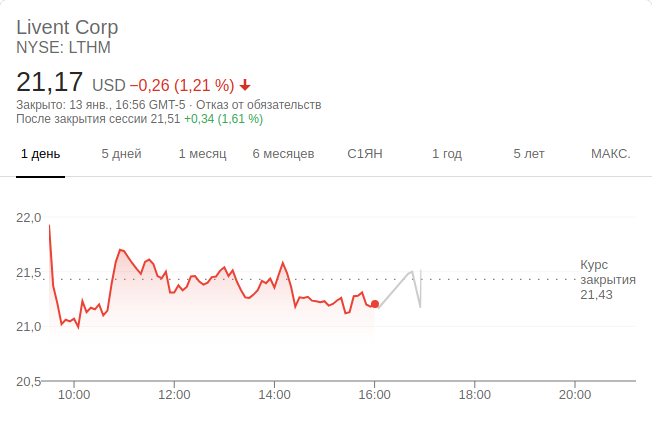 Livent Corp
NYSE: LTHM
21,17 USD −0,26 (1,21 %)
Закрыто: 13 янв., 16:56 GMT-5 · Отказ от обязательств
После закрытия сессии 21,51 +0,34 (1,61 %)
1 день 5 дней 1 месяц 6 месяцев С1ЯН 1 год 5 лет МАКС.
22,0
Курс
21,5
закрытия
21,43
21,0
20,5
10:00 12:00 14:00 16:00 18:00 20:00